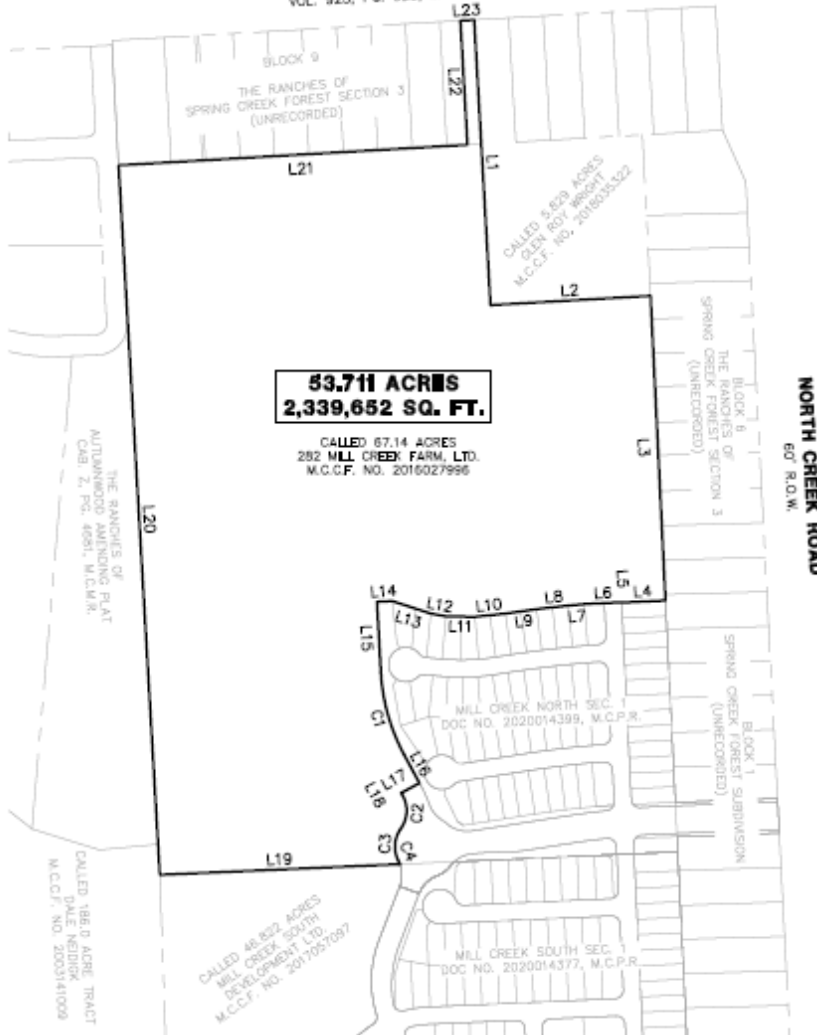 L23
BLOCK 9
THE RANCHES OF
SPRING CREEK FOREST SECTION 3
(UNRECORDED)
L22
L21
L1
CALLED 5.829 ACRES
GLEN ROY WRIGHT
M.C.C.F. NO. 2018035322
L2
BLOCK 6
THE RANCHES OF
SPRING CREEK FOREST SECTION 3
(UNRECORDED)
NORTH CREEK ROAD
60' R.O.W.
53.711 ACRES
2,339,652 SQ. FT.
CALLED 67.14 ACRES
282 MILL CREEK FARM, LTD.
M.C.C.F. NO. 2016027996
L3
THE RANCHES OF
AUTUMNWOOD AMENDING PLAT
CAB. Z, PG. 4681, M.C.M.R.
L20
L14
L13
L12
L11
L10
L9
L8
L7
L6
L5
L4
L15
C1
MILL CREEK NORTH SEC. 1
DOC NO. 2020014399, M.C.P.R.
L16
L17
L18
C2
C3
C4
BLOCK 1
SPRING CREEK FOREST SUBDIVISION
(UNRECORDED)
L19
CALLED 186.0 ACRE TRACT
DALE NEIDIGK
M.C.C.F. NO. 2003141009
CALLED 46.822 ACRES
MILL CREEK SOUTH
DEVELOPMENT LTD.
M.C.C.F. NO. 2017057097
MILL CREEK SOUTH SEC. 1
DOC NO. 2020014377, M.C.P.R.